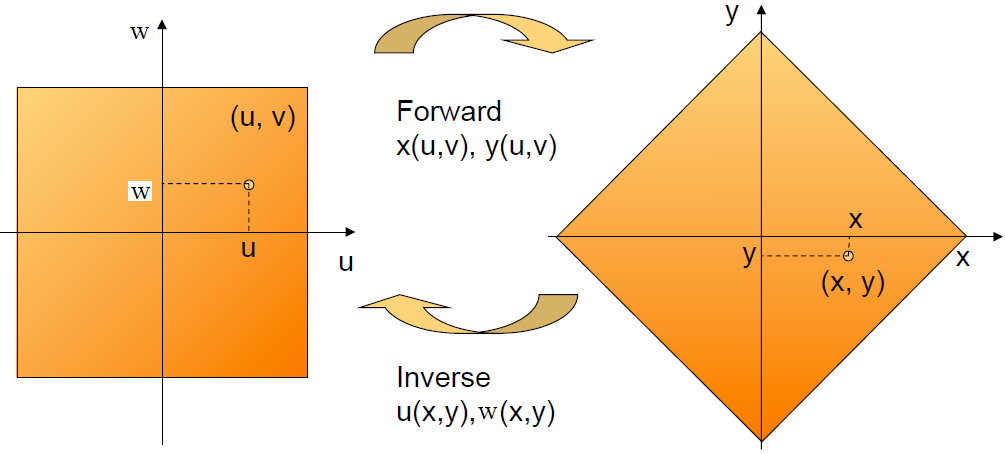 w
(u, v)
w
u
u
Forward
x(u,v), y(u,v)
Inverse
u(x,y),w(x,y)
y
x
y
x
(x, y)